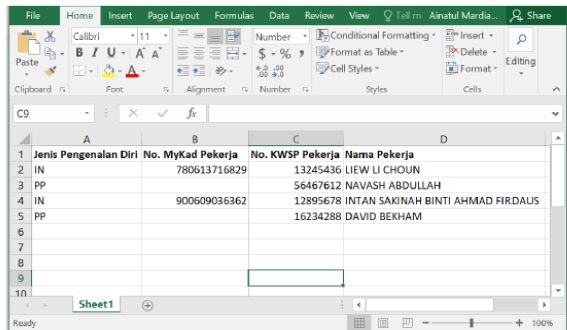 File Home Insert Page Layout Formulas Data Review View Tell m Ainatul Mardia... Share
Calibri 11 Number Conditional Formatting Insert
Paste B I U A A $ % Format as Table Delete Editing
A Cell Styles Format
Clipboard Font Alignment Number Styles Cells
C9 fx
A B C D
1 Jenis Pengenalan Diri No. MyKad Pekerja No. KWSP Pekerja Nama Pekerja
2 IN 780613716829 13245436 LIEW LI CHOUN
3 PP 56467612 NAVASH ABDULLAH
4 IN 900609036362 12895678 INTAN SAKINAH BINTI AHMAD FIRDAUS
5 PP 16234288 DAVID BEKHAM
6
7
8
9
10
Sheet1
Ready 100%